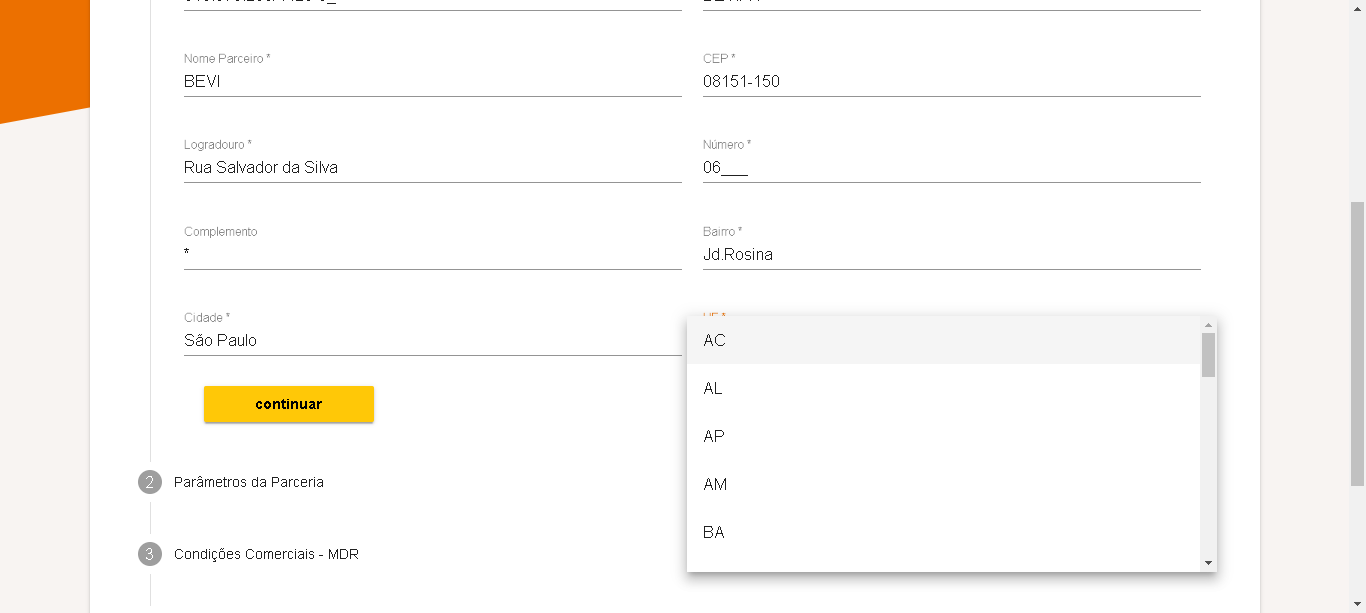 Nome Parceiro *
CEP *
BEVI
08151-150
Logradouro *
Número *
Rua Salvador da Silva
06___
Complemento
Bairro *
*
Jd.Rosina
Cidade *
São Paulo
AC
AL
continuar
AP
AM
2 Parâmetros da Parceria
BA
3 Condições Comerciais - MDR